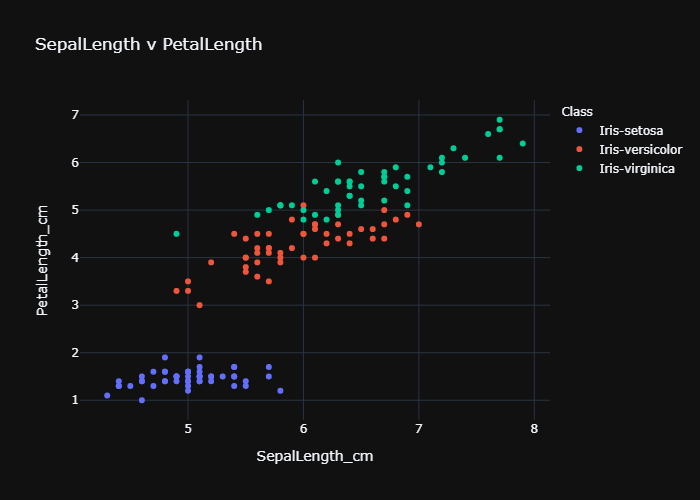 SepalLength v PetalLength
Class
Iris-setosa
Iris-versicolor
Iris-virginica
PetalLength_cm
7
6
5
4
3
2
1
5 6 7 8
SepalLength_cm